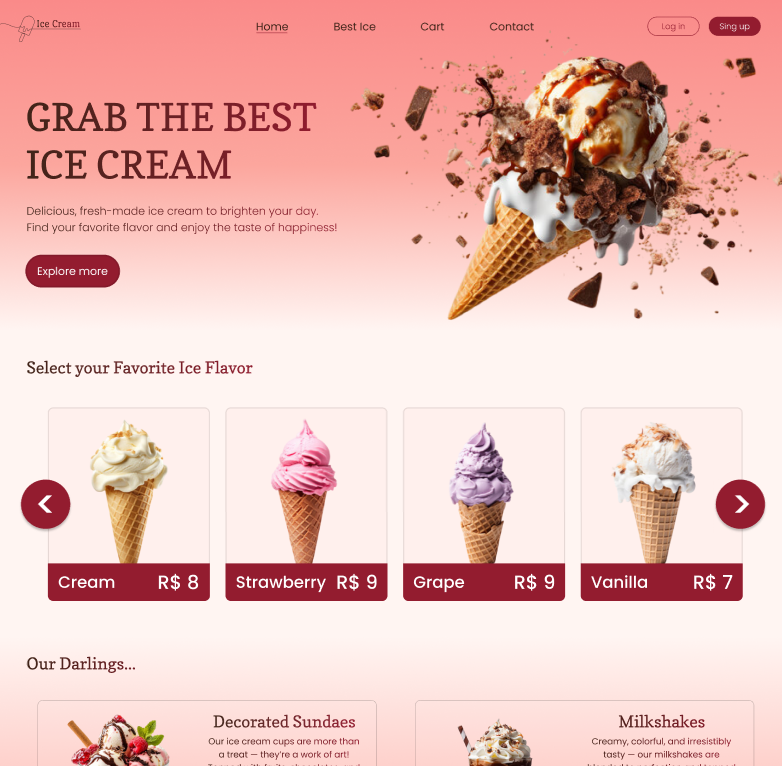 Ice Cream
Home
Best Ice
Cart
Contact
Log in
Sing up
GRAB THE BEST
ICE CREAM
Delicious, fresh-made ice cream to brighten your day.
Find your favorite flavor and enjoy the taste of happiness!
Explore more
Select your Favorite Ice Flavor
Cream R$ 8
Strawberry R$ 9
Grape R$ 9
Vanilla R$ 7
Our Darlings...
Decorated Sundaes
Our ice cream cups are more than
a treat — they're a work of art!
Milkshakes
Creamy, colorful, and irresistibly
tasty — our milkshakes are